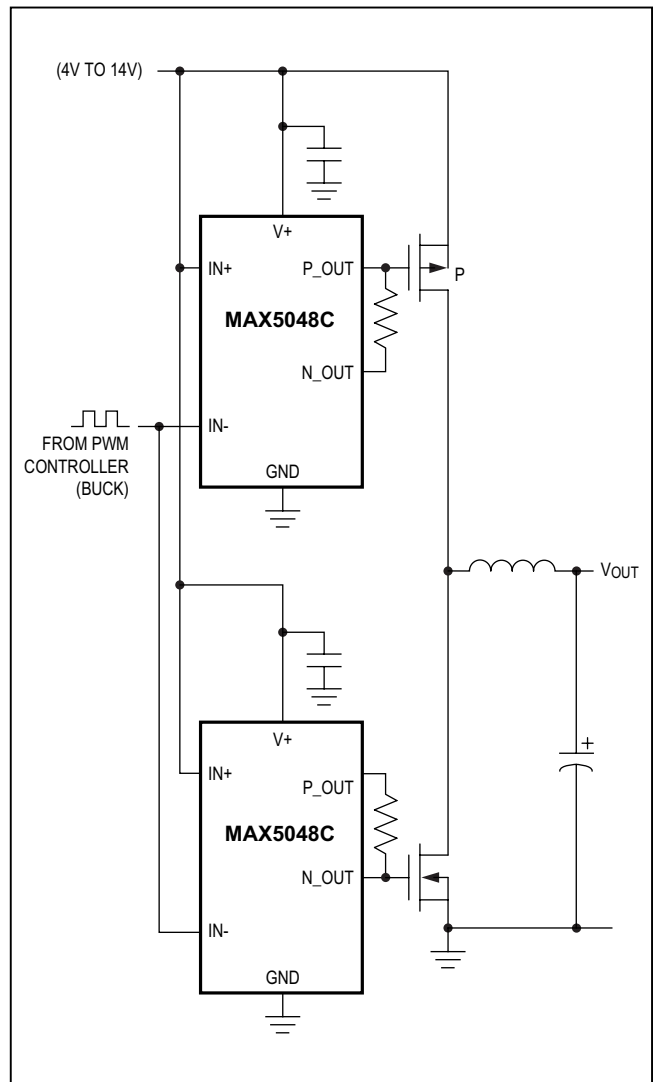 (4V TO 14V)
V+
IN+
P_OUT
P
MAX5048C
N_OUT
IN-
FROM PWM
CONTROLLER
(BUCK)
GND
VOUT
V+
IN+
P_OUT
+
MAX5048C
N_OUT
IN-
GND